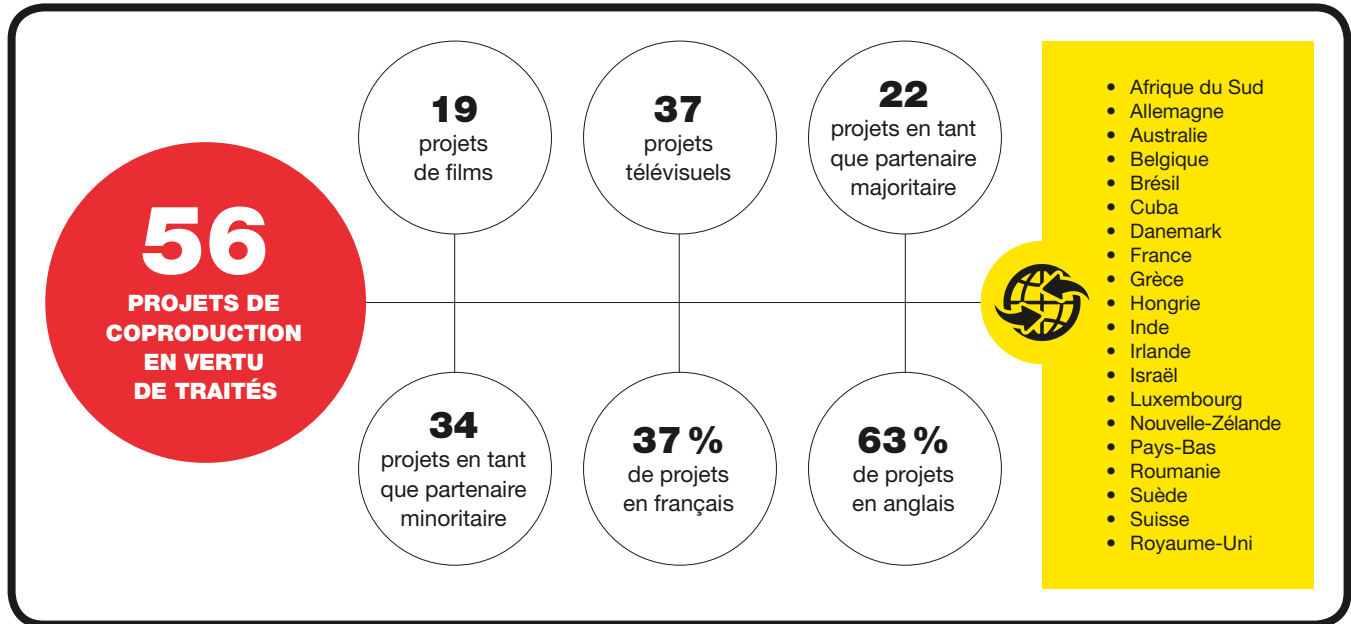 56
PROJETS DE
COPRODUCTION
EN VERTU
DE TRAITÉS
19
projets
de films
37
projets
télévisuels
22
projets en tant
que partenaire
majoritaire
34
projets en tant
que partenaire
minoritaire
37 %
de projets
en français
63 %
de projets
en anglais
• Afrique du Sud
• Allemagne
• Australie
• Belgique
• Brésil
• Cuba
• Danemark
• France
• Grèce
• Hongrie
• Inde
• Irlande
• Israël
• Luxembourg
• Nouvelle-Zélande
• Pays-Bas
• Roumanie
• Suède
• Suisse
• Royaume-Uni